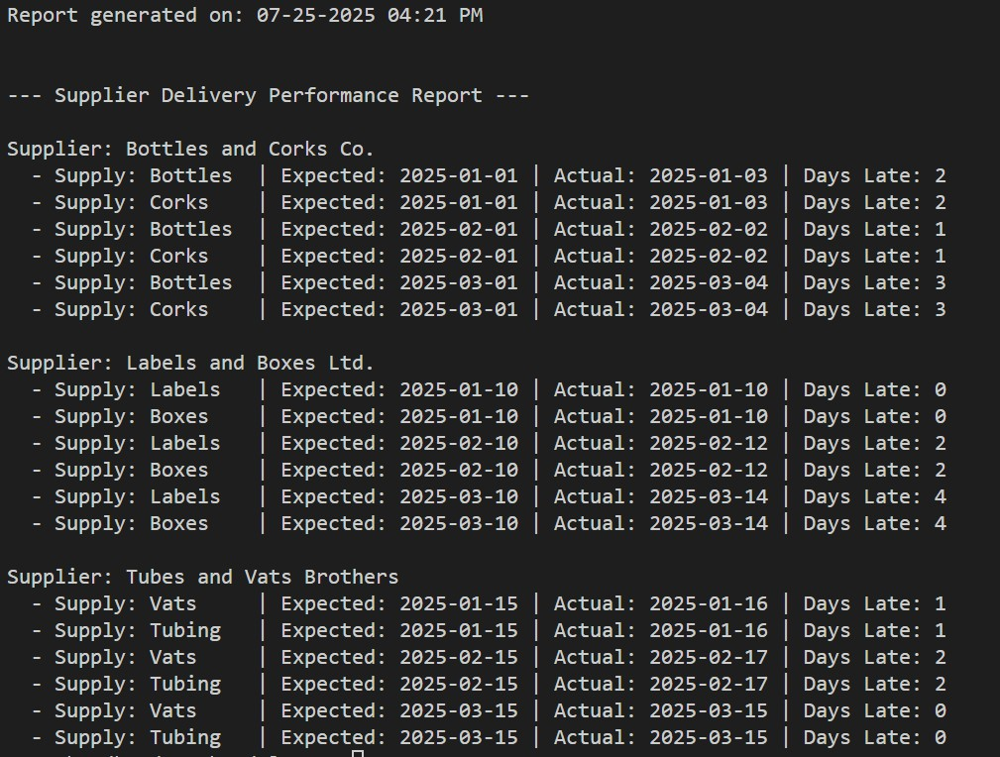 Report generated on: 07-25-2025 04:21 PM
--- Supplier Delivery Performance Report ---
Supplier: Bottles and Corks Co.
- Supply: Bottles | Expected: 2025-01-01 | Actual: 2025-01-03 | Days Late: 2
- Supply: Corks | Expected: 2025-01-01 | Actual: 2025-01-03 | Days Late: 2
- Supply: Bottles | Expected: 2025-02-01 | Actual: 2025-02-02 | Days Late: 1
- Supply: Corks | Expected: 2025-02-01 | Actual: 2025-02-02 | Days Late: 1
- Supply: Bottles | Expected: 2025-03-01 | Actual: 2025-03-04 | Days Late: 3
- Supply: Corks | Expected: 2025-03-01 | Actual: 2025-03-04 | Days Late: 3
Supplier: Labels and Boxes Ltd.
- Supply: Labels | Expected: 2025-01-10 | Actual: 2025-01-10 | Days Late: 0
- Supply: Boxes | Expected: 2025-01-10 | Actual: 2025-01-10 | Days Late: 0
- Supply: Labels | Expected: 2025-02-10 | Actual: 2025-02-12 | Days Late: 2
- Supply: Boxes | Expected: 2025-02-10 | Actual: 2025-02-12 | Days Late: 2
- Supply: Labels | Expected: 2025-03-10 | Actual: 2025-03-14 | Days Late: 4
- Supply: Boxes | Expected: 2025-03-10 | Actual: 2025-03-14 | Days Late: 4
Supplier: Tubes and Vats Brothers
- Supply: Vats | Expected: 2025-01-15 | Actual: 2025-01-16 | Days Late: 1
- Supply: Tubing | Expected: 2025-01-15 | Actual: 2025-01-16 | Days Late: 1
- Supply: Vats | Expected: 2025-02-15 | Actual: 2025-02-17 | Days Late: 2
- Supply: Tubing | Expected: 2025-02-15 | Actual: 2025-02-17 | Days Late: 2
- Supply: Vats | Expected: 2025-03-15 | Actual: 2025-03-15 | Days Late: 0
- Supply: Tubing | Expected: 2025-03-15 | Actual: 2025-03-15 | Days Late: 0